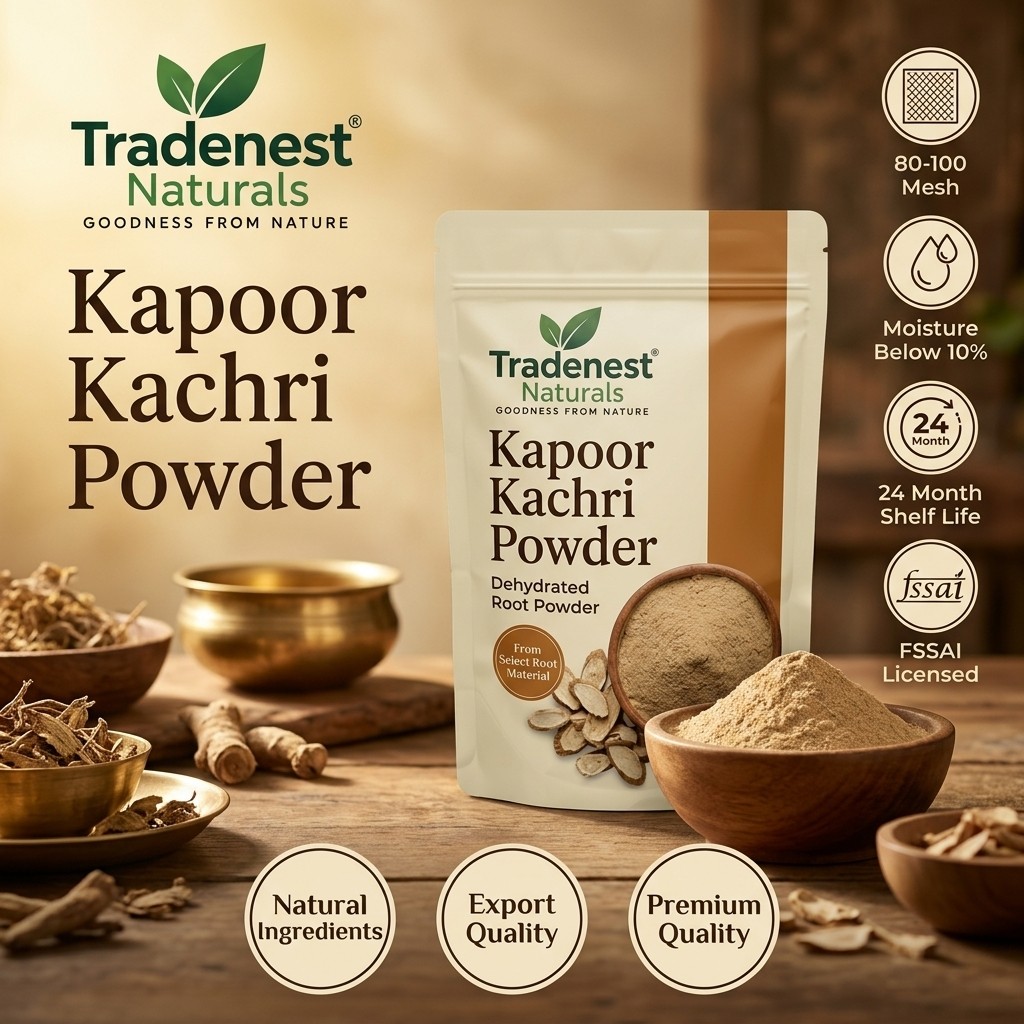 Tradenest®
Naturals
GOODNESS FROM NATURE
Kapoor
Kachri
Powder
Tradenest®
Naturals
GOODNESS FROM NATURE
Kapoor
Kachri
Powder
Dehydrated
Root Powder
From
Select Root
Material
80-100
Mesh
Moisture
Below 10%
24
Month
24 Month
Shelf Life
fssai
FSSAI
Licensed
Natural
Ingredients
Export
Quality
Premium
Quality